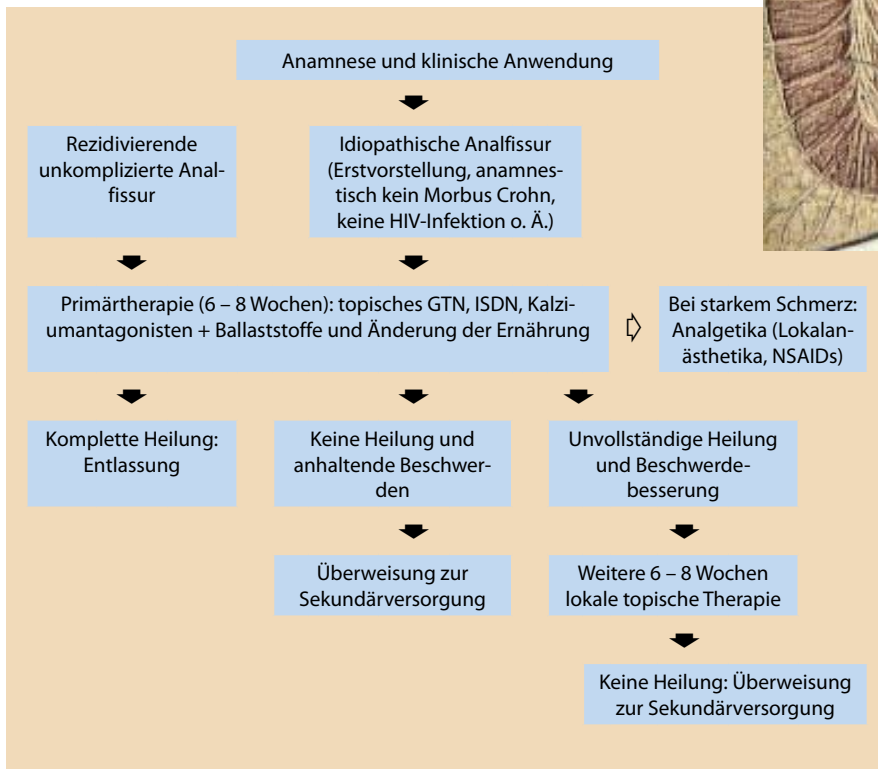 Anamnese und klinische Anwendung
Rezidivierende
unkomplizierte Anal-
fissur
Idiopathische Analfissur
(Erstvorstellung, anamnes-
tisch kein Morbus Crohn,
keine HIV-Infektion o. Ä.)
Primärtherapie (6 – 8 Wochen): topisches GTN, ISDN, Kalzi-
umantagonisten + Ballaststoffe und Änderung der Ernährung
Bei starkem Schmerz:
Analgetika (Lokalan-
ästhetika, NSAIDs)
Komplette Heilung:
Entlassung
Keine Heilung und
anhaltende Beschwer-
den
Unvollständige Heilung
und Beschwerde-
besserung
Überweisung zur
Sekundärversorgung
Weitere 6 – 8 Wochen
lokale topische Therapie
Keine Heilung: Überweisung
zur Sekundärversorgung